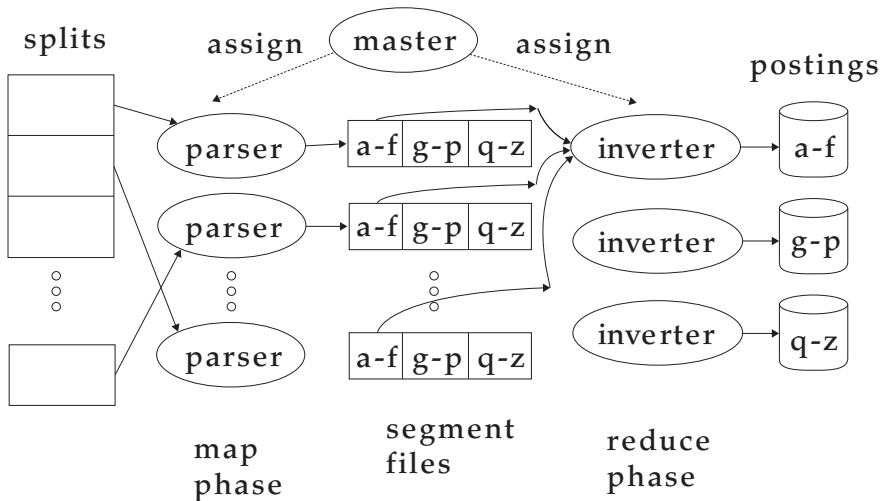 splits
assign
master
assign
postings
parser
a-f g-p q-z
inverter
a-f
parser
a-f g-p q-z
inverter
g-p
parser
a-f g-p q-z
inverter
q-z
map
phase
segment
files
reduce
phase